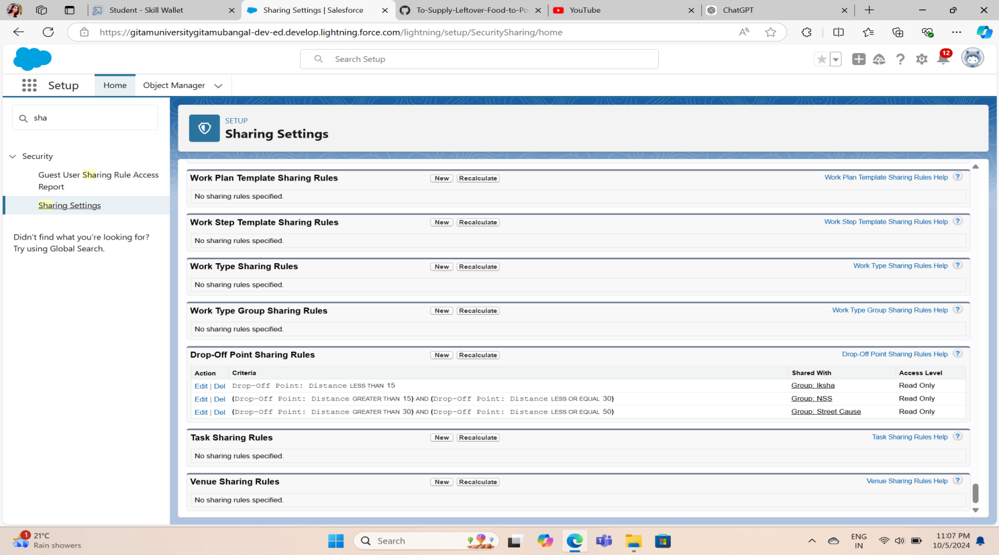 Student - Skill Wallet
Sharing Settings | Salesforce
To-Supply-Leftover-Food-to-Po
YouTube
ChatGPT
https://gitamuniversitygitamubangal-dev-ed.develop.lightning.force.com/lightning/setup/SecuritySharing/home
Search Setup
12
Setup
Home
Object Manager
sha
Security
Guest User Sharing Rule Access
Report
Sharing Settings
Didn't find what you're looking for?
Try using Global Search.
SETUP
Sharing Settings
Work Plan Template Sharing Rules New Recalculate Work Plan Template Sharing Rules Help ?
No sharing rules specified.
Work Step Template Sharing Rules New Recalculate Work Step Template Sharing Rules Help ?
No sharing rules specified.
Work Type Sharing Rules New Recalculate Work Type Sharing Rules Help ?
No sharing rules specified.
Work Type Group Sharing Rules New Recalculate Work Type Group Sharing Rules Help ?
No sharing rules specified.
Drop-Off Point Sharing Rules New Recalculate Drop-Off Point Sharing Rules Help ?
Action Criteria Shared With Access Level
Edit | Del Drop-Off Point: Distance LESS THAN 15 Group: Iksha Read Only
Edit | Del (Drop-Off Point: Distance GREATER THAN 15) AND (Drop-Off Point: Distance LESS OR EQUAL 30) Group: NSS Read Only
Edit | Del (Drop-Off Point: Distance GREATER THAN 30) AND (Drop-Off Point: Distance LESS OR EQUAL 50) Group: Street Cause Read Only
Task Sharing Rules New Recalculate Task Sharing Rules Help ?
No sharing rules specified.
Venue Sharing Rules New Recalculate Venue Sharing Rules Help ?
No sharing rules specified.
1
21°C
Rain showers
Search
ENG
IN
11:07 PM
10/5/2024